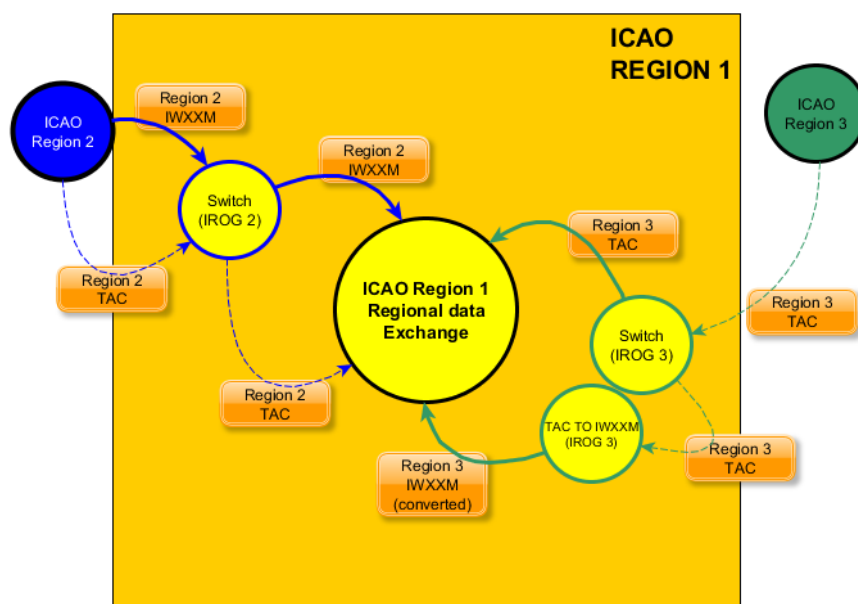 ICAO
REGION 1
ICAO
Region 2
Region 2
IWXXM
Region 2
IWXXM
Switch
(IROG 2)
Region 2
TAC
Region 2
TAC
ICAO Region 1
Regional data
Exchange
ICAO
Region 3
Region 3
TAC
Region 3
TAC
Switch
(IROG 3)
TAC TO IWXXM
(IROG 3)
Region 3
TAC
Region 3
IWXXM
(converted)